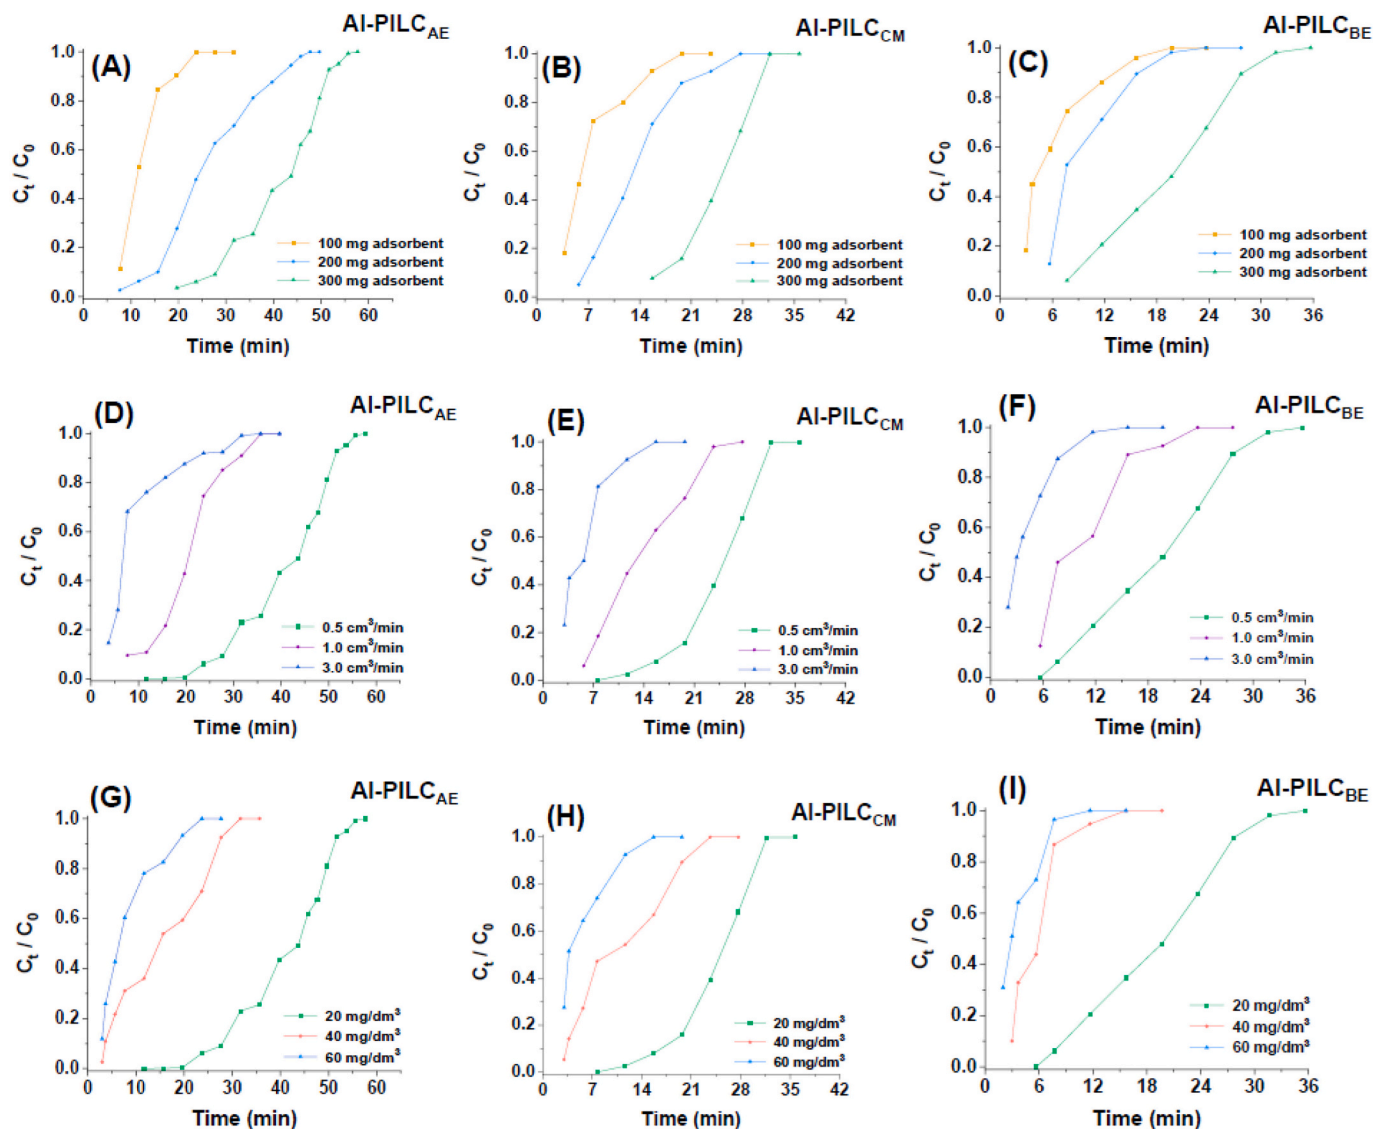 Al-PILCAE
(A)
1.0
0.8
0.6
0.4
0.2
0.0
Ct / C0
100 mg adsorbent
200 mg adsorbent
300 mg adsorbent
10 20 30 40 50 60
Time (min)
Al-PILCCM
(B)
1.0
0.8
0.6
0.4
0.2
0.0
Ct / C0
100 mg adsorbent
200 mg adsorbent
300 mg adsorbent
0 7 14 21 28 35 42
Time (min)
Al-PILCBE
(C)
1.0
0.8
0.6
0.4
0.2
0.0
Ct / C0
100 mg adsorbent
200 mg adsorbent
300 mg adsorbent
0 6 12 18 24 30 36
Time (min)
Al-PILCAE
(D)
1.0
0.8
0.6
0.4
0.2
0.0
Ct / C0
0.5 cm³/min
1.0 cm³/min
3.0 cm³/min
0 10 20 30 40 50 60
Time (min)
Al-PILCCM
(E)
1.0
0.8
0.6
0.4
0.2
0.0
Ct / C0
0.5 cm³/min
1.0 cm³/min
3.0 cm³/min
0 7 14 21 28 35 42
Time (min)
Al-PILCBE
(F)
1.0
0.8
0.6
0.4
0.2
0.0
Ct / C0
0.5 cm³/min
1.0 cm³/min
3.0 cm³/min
0 6 12 18 24 30 36
Time (min)
Al-PILCAE
(G)
1.0
0.8
0.6
0.4
0.2
0.0
Ct / C0
20 mg/dm³
40 mg/dm³
60 mg/dm³
0 10 20 30 40 50 60
Time (min)
Al-PILCCM
(H)
1.0
0.8
0.6
0.4
0.2
0.0
Ct / C0
20 mg/dm³
40 mg/dm³
60 mg/dm³
0 7 14 21 28 35 42
Time (min)
Al-PILCBE
(I)
1.0
0.8
0.6
0.4
0.2
0.0
Ct / C0
20 mg/dm³
40 mg/dm³
60 mg/dm³
0 6 12 18 24 30 36
Time (min)